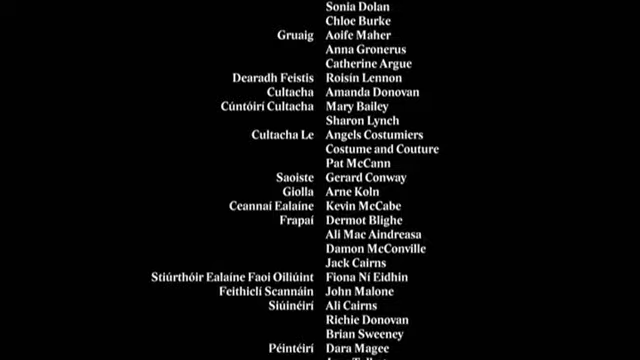 Sonia Dolan
Chloe Burke
Gruaig Aoife Maher
Anna Gronerus
Catherine Argue
Dearadh Feistis Roisín Lennon
Cultacha Amanda Donovan
Cúntóirí Cultacha Mary Bailey
Sharon Lynch
Cultacha Le Angels Costumiers
Costume and Couture
Pat McCann
Saoiste Gerard Conway
Giolla Arne Koln
Ceannaí Ealaíne Kevin McCabe
Frapaí Dermot Blighe
Ali Mac Aindreasa
Damon McConville
Jack Cairns
Stiúrthóir Ealaíne Faoi Oiliúint Fiona Ní Eidhin
Feithiclí Scannáin John Malone
Siúinéirí Ali Cairns
Richie Donovan
Brian Sweeney
Péintéirí Dara Magee